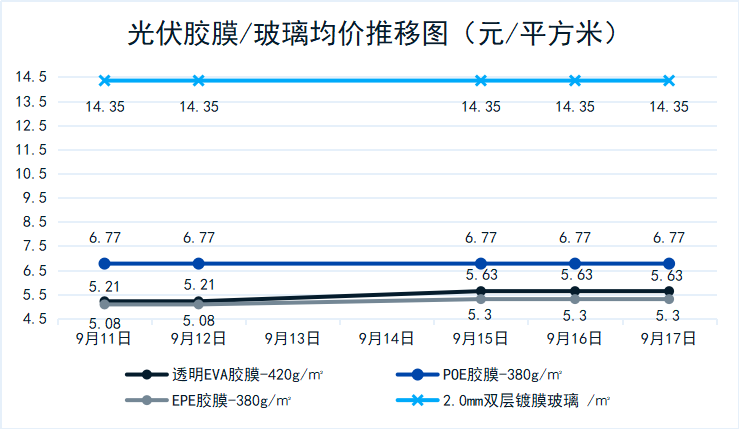 光伏胶膜/玻璃均价推移图（元/平方米）
14.5
13.5
12.5
11.5
10.5
9.5
8.5
7.5
6.5
5.5
4.5
14.35 14.35 14.35 14.35 14.35
6.77 6.77 6.77 6.77 6.77
5.21 5.21 5.63 5.63 5.63
5.08 5.08 5.3 5.3 5.3
9月11日 9月12日 9月13日 9月14日 9月15日 9月16日 9月17日
透明EVA胶膜-420g/㎡ POE胶膜-380g/㎡
EPE胶膜-380g/㎡ 2.0mm双层镀膜玻璃 /㎡